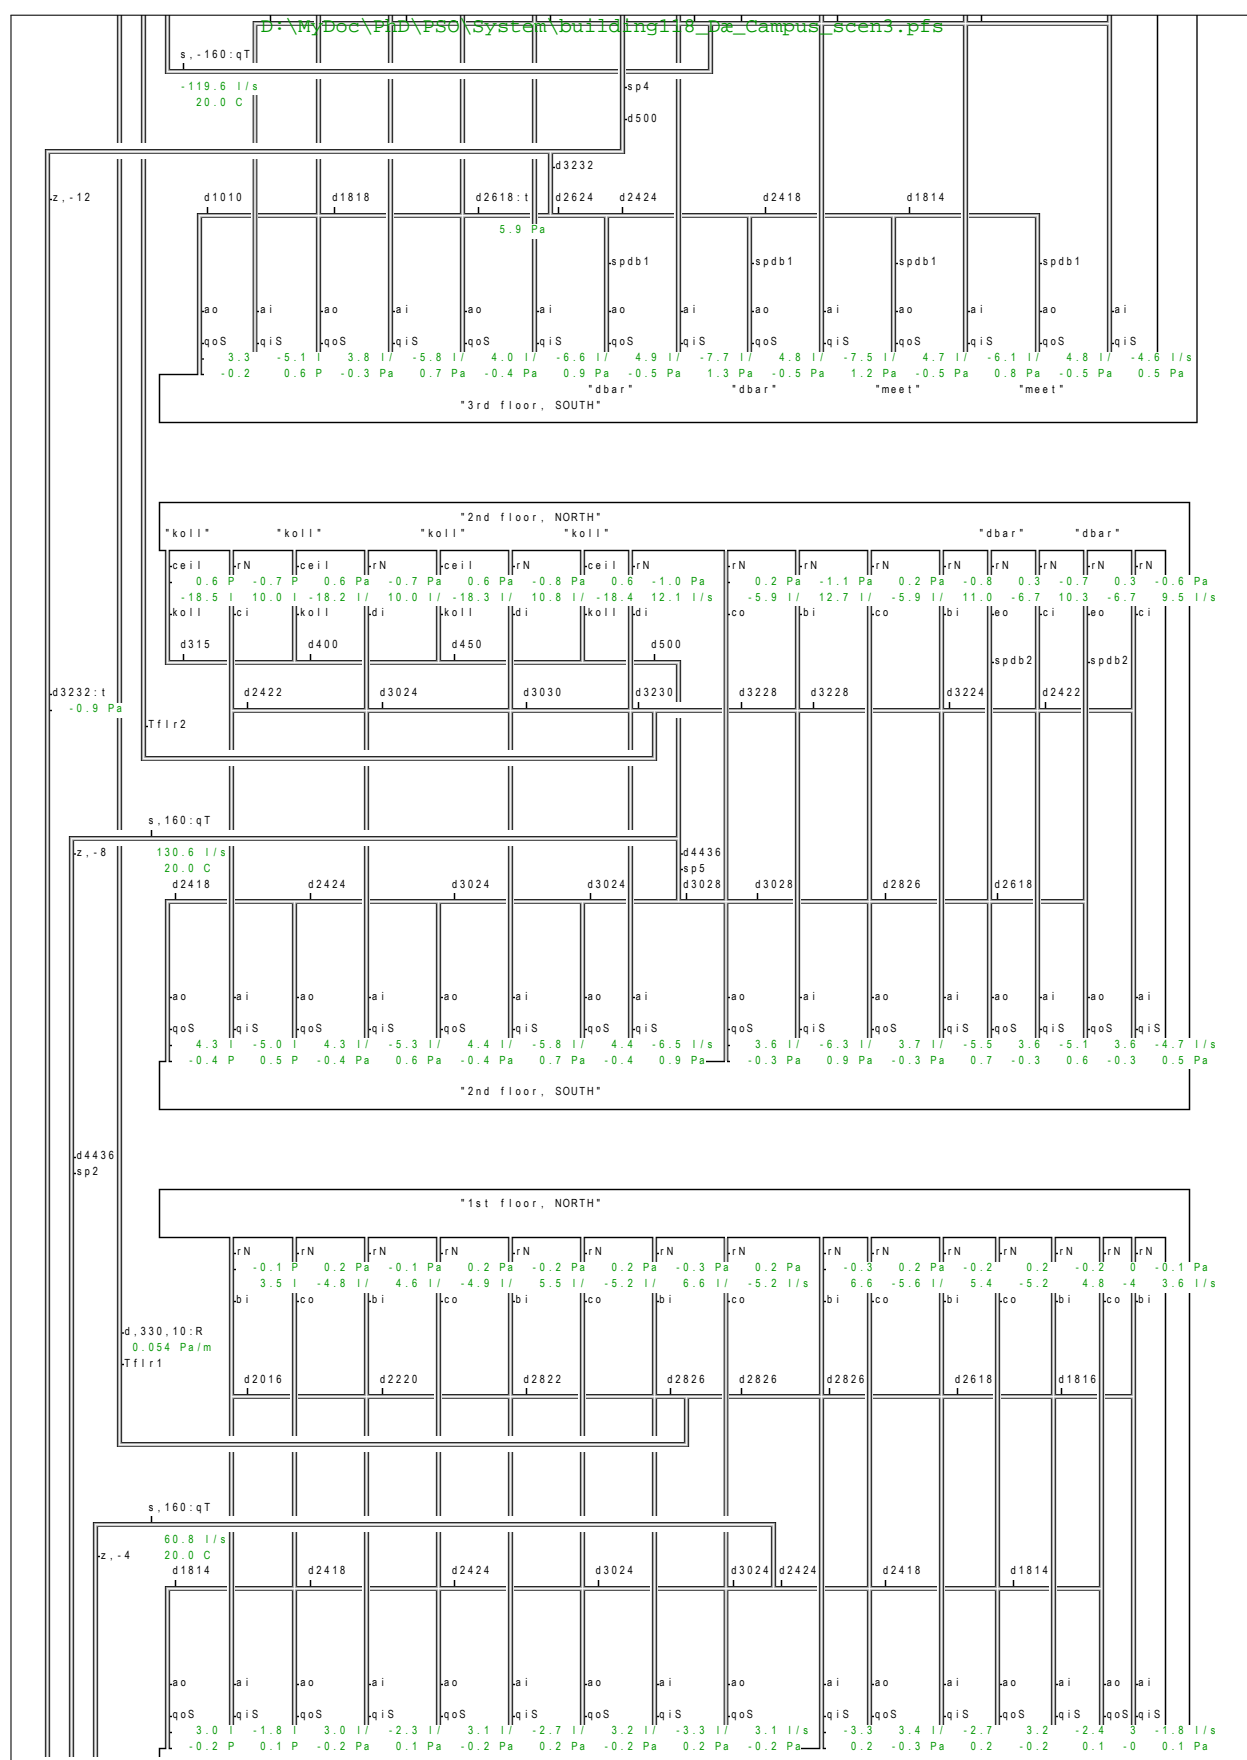 D:\MyDoc\PhD\PSO\System\building118_Dæ_Campus_scen3.pfs
s,-160:qT
-119.6 l/s
20.0 C
sp4
d500
d3232
z,-12 d1010 d1818 d2618:t d2624 d2424 d2418 d1814
5.9 Pa
spdb1 spdb1 spdb1 spdb1
ao ai ao ai ao ai ao ai ao ai ao ai ao ai
qoS qiS qoS qiS qoS qiS qoS qiS qoS qiS qoS qiS qoS qiS
3.3 -5.1 l 3.8 l/ -5.8 l/ 4.0 l/ -6.6 l/ 4.9 l/ -7.7 l/ 4.8 l/ -7.5 l/ 4.7 l/ -6.1 l/ 4.8 l/ -4.6 l/s
-0.2 0.6 P -0.3 Pa 0.7 Pa -0.4 Pa 0.9 Pa -0.5 Pa 1.3 Pa -0.5 Pa 1.2 Pa -0.5 Pa 0.8 Pa -0.5 Pa 0.5 Pa
"dbar" "dbar" "meet" "meet"
"3rd floor, SOUTH"
"2nd floor, NORTH"
"koll" "koll" "koll" "koll" "dbar" "dbar"
ceil rN ceil rN ceil rN ceil rN rN rN rN rN rN rN rN rN
0.6 P -0.7 P 0.6 Pa -0.7 Pa 0.6 Pa -0.8 Pa 0.6 -1.0 Pa 0.2 Pa -1.1 Pa 0.2 Pa -0.8 0.3 -0.7 0.3 -0.6 Pa
-18.5 l 10.0 l -18.2 l/ 10.0 l/ -18.3 l/ 10.8 l/ -18.4 12.1 l/s -5.9 l/ 12.7 l/ -5.9 l/ 11.0 -6.7 10.3 -6.7 9.5 l/s
koll ci koll di koll di koll di co bi co bi eo ci eo ci
d315 d400 d450 d500
spdb2 spdb2
d3232:t d2422 d3024 d3030 d3230 d3228 d3228 d3224 d2422
-0.9 Pa
Tflr2
s,160:qT
z,-8 130.6 l/s d4436
20.0 C sp5
d2418 d2424 d3024 d3024 d3028 d3028 d2826 d2618
ao ai ao ai ao ai ao ai ao ai ao ai ao ai ao ai
qoS qiS qoS qiS qoS qiS qoS qiS qoS qiS qoS qiS qoS qiS qoS qiS
4.3 l -5.0 l 4.3 l/ -5.3 l/ 4.4 l/ -5.8 l/ 4.4 -6.5 l/s 3.6 l/ -6.3 l/ 3.7 l/ -5.5 3.6 -5.1 3.6 -4.7 l/s
-0.4 P 0.5 P -0.4 Pa 0.6 Pa -0.4 Pa 0.7 Pa -0.4 0.9 Pa -0.3 Pa 0.9 Pa -0.3 Pa 0.7 -0.3 0.6 -0.3 0.5 Pa
"2nd floor, SOUTH"
d4436
sp2
"1st floor, NORTH"
rN rN rN rN rN rN rN rN rN rN rN rN rN rN rN
-0.1 P 0.2 Pa -0.1 Pa 0.2 Pa -0.2 Pa 0.2 Pa -0.3 Pa 0.2 Pa -0.3 0.2 Pa -0.2 0.2 -0.2 0 -0.1 Pa
3.5 l -4.8 l/ 4.6 l/ -4.9 l/ 5.5 l/ -5.2 l/ 6.6 l/ -5.2 l/s 6.6 -5.6 l/ 5.4 -5.2 4.8 -4 3.6 l/s
bi co bi co bi co bi co bi co bi co bi co bi
d,330,10:R
0.054 Pa/m
Tflr1
d2016 d2220 d2822 d2826 d2826 d2826 d2618 d1816
s,160:qT
60.8 l/s
z,-4 20.0 C
d1814 d2418 d2424 d3024 d3024 d2424 d2418 d1814
ao ai ao ai ao ai ao ai ao ai ao ai ao ai ao ai
qoS qiS qoS qiS qoS qiS qoS qiS qoS qiS qoS qiS qoS qiS qoS qiS
3.0 l -1.8 l 3.0 l/ -2.3 l/ 3.1 l/ -2.7 l/ 3.2 l/ -3.3 l/ 3.1 l/s -3.3 3.4 l/ -2.7 3.2 -2.4 3 -1.8 l/s
-0.2 P 0.1 P -0.2 Pa 0.1 Pa -0.2 Pa 0.2 Pa -0.2 Pa 0.2 Pa -0.2 Pa 0.2 -0.3 Pa 0.2 -0.2 0.1 -0 0.1 Pa